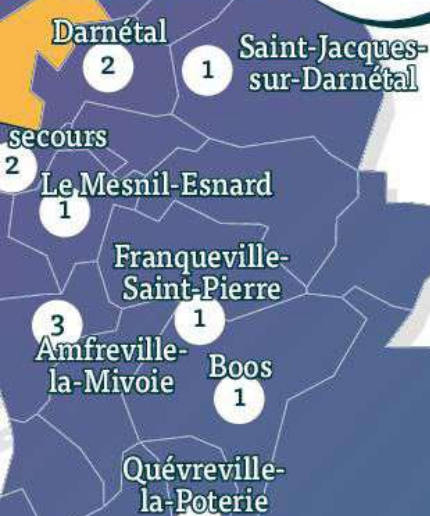 Darnétal
2
1
Saint-Jacques-
sur-Darnétal
secours
2
Le Mesnil-Esnard
1
Franqueville-
Saint-Pierre
1
3
Amfreville-
la-Mivoie
Boos
1
Quévreville-
la-Poterie